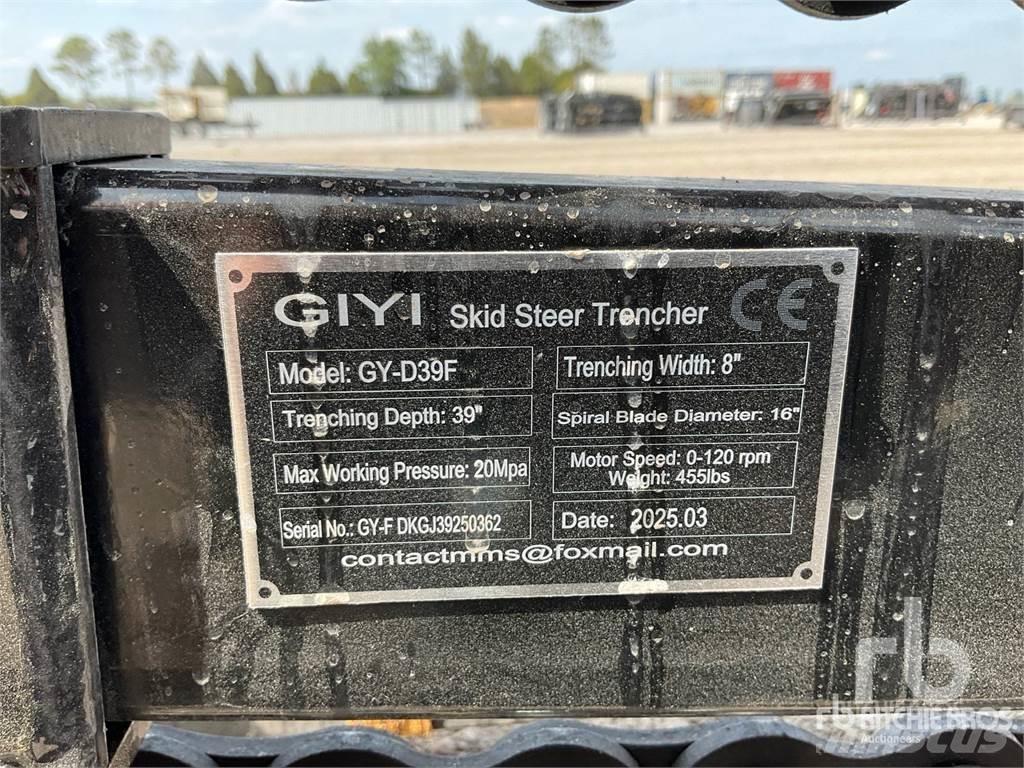 GIYI Skid Steer Trencher CE
Model: GY-D39F
Trenching Width: 8"
Trenching Depth: 39"
Spiral Blade Diameter: 16"
Max Working Pressure: 20Mpa
Motor Speed: 0-120 rpm
Weight: 455lbs
Serial No.: GY-F DKGJ39250362
Date: 2025.03
contactmms@foxmail.com
rb
rb RITCHIE BROS
Auctioneers